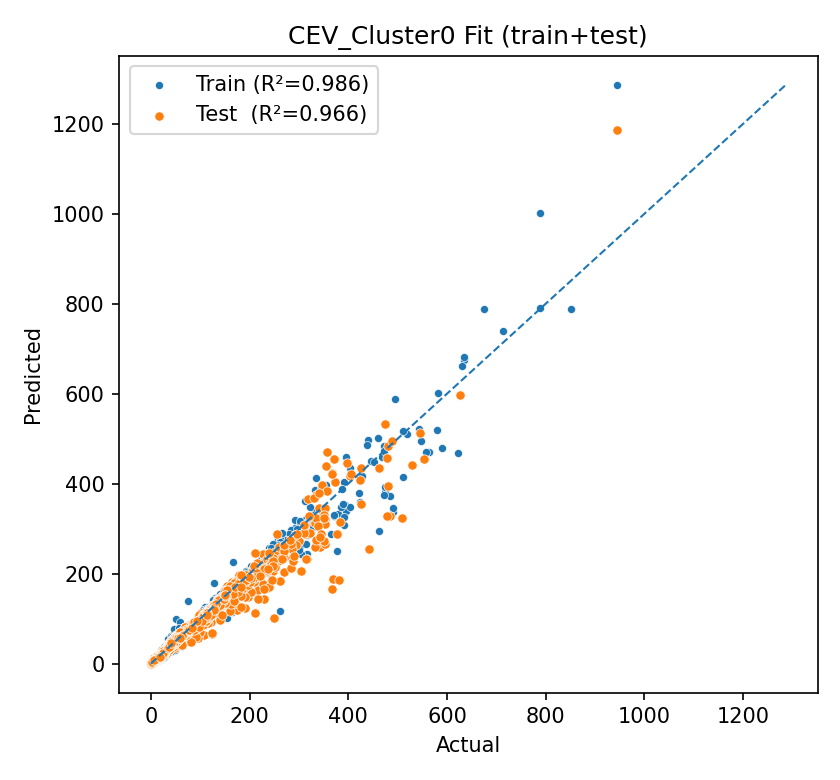 CEV_Cluster0 Fit (train+test)
Train (R²=0.986)
Test (R²=0.966)
Predicted
1200
1000
800
600
400
200
0
0 200 400 600 800 1000 1200
Actual